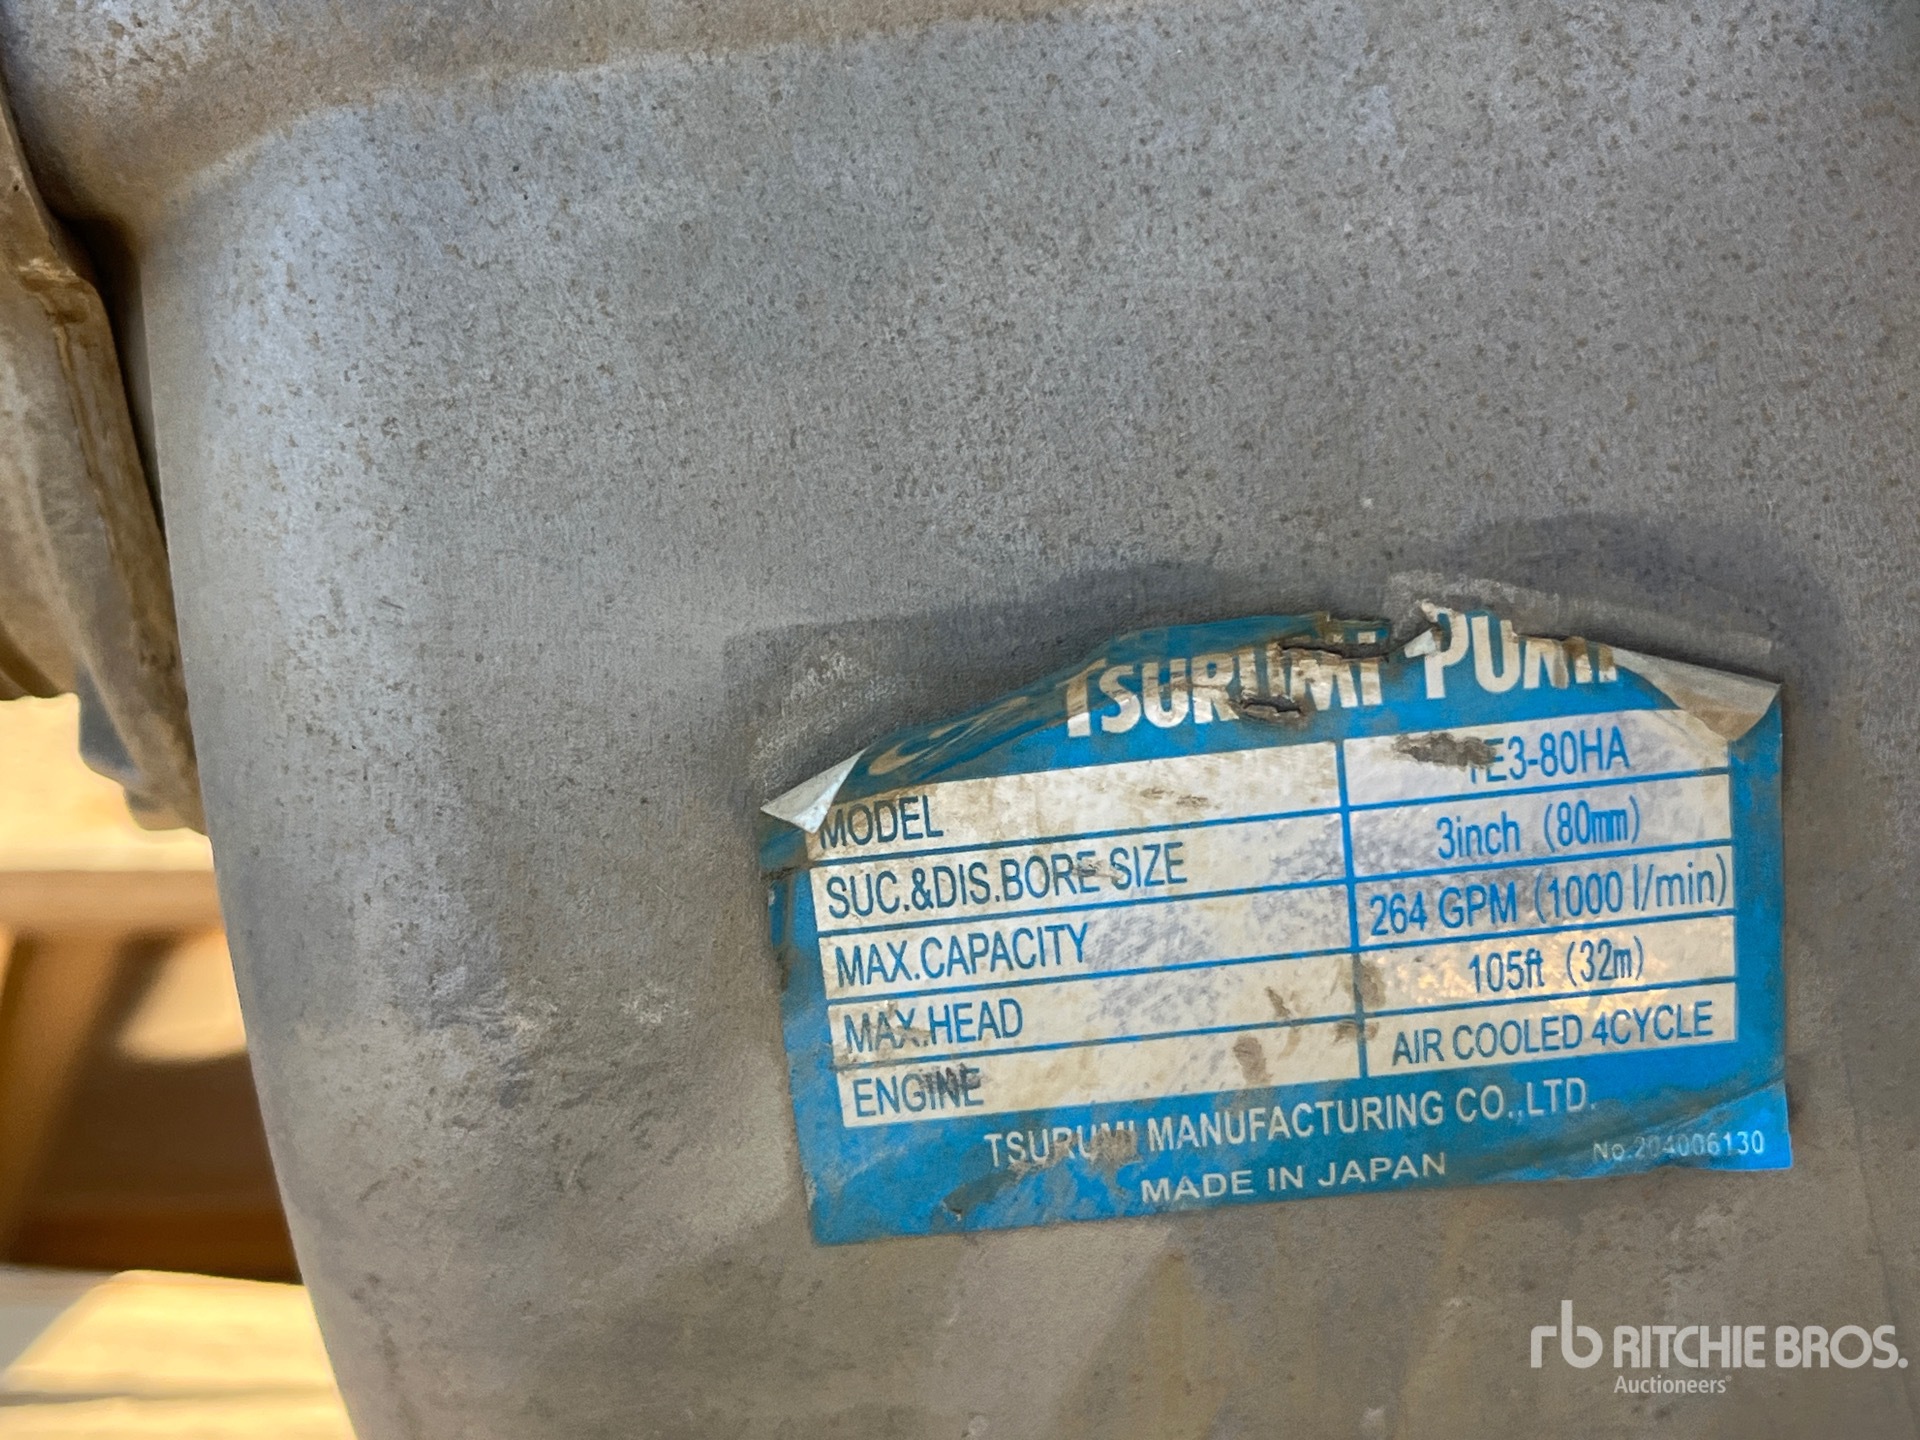 TSURUMI PUMP
MODEL TE3-80HA
SUC.&DIS.BORE SIZE 3inch (80mm)
MAX.CAPACITY 264 GPM (1000 l/min)
MAX.HEAD 105ft (32m)
ENGINE AIR COOLED 4CYCLE
TSURUMI MANUFACTURING CO.,LTD.
MADE IN JAPAN No.204006130
rb RITCHIE BROS.
Auctioneers